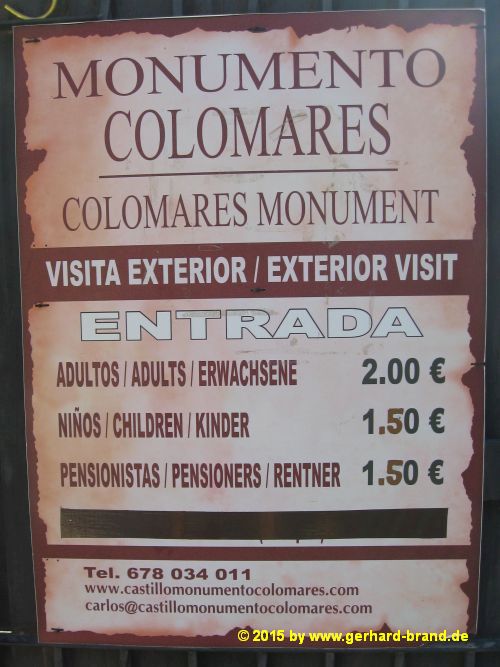 MONUMENTO
COLOMARES
COLOMARES MONUMENT
VISITA EXTERIOR / EXTERIOR VISIT
ENTRADA
ADULTOS / ADULTS / ERWACHSENE 2.00 €
NIÑOS / CHILDREN / KINDER 1.50 €
PENSIONISTAS / PENSIONERS / RENTNER 1.50 €
Tel. 678 034 011
www.castillomonumentocolomares.com
carlos@castillomonumentocolomares.com
© 2015 by www.gerhard-brand.de